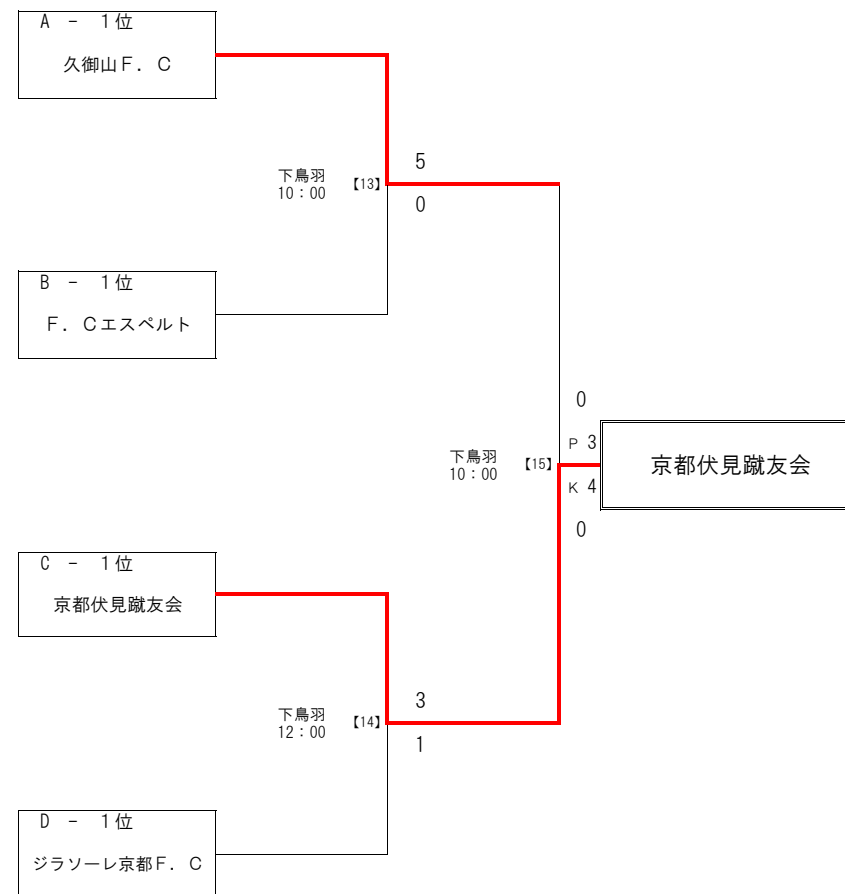 A － 1位
久御山Ｆ．Ｃ
5
下鳥羽
10：00
【13】
0
B － 1位
Ｆ．Ｃエスペルト
0
P 3
下鳥羽
10：00
【15】
京都伏見蹴友会
K 4
0
C － 1位
京都伏見蹴友会
3
下鳥羽
12：00
【14】
1
D － 1位
ジラソーレ京都Ｆ．Ｃ